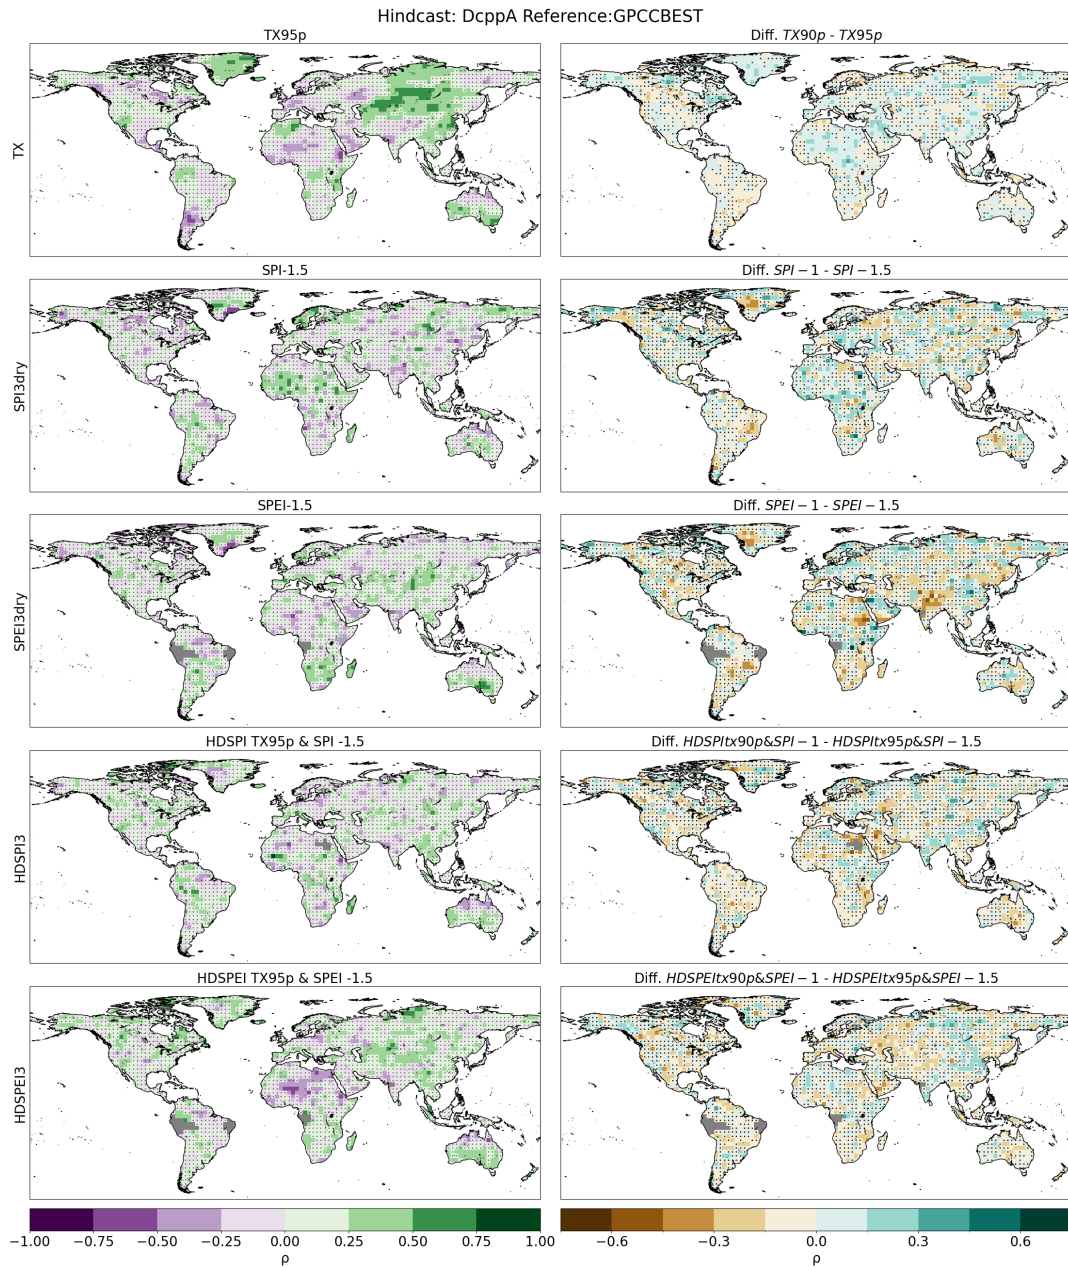 Hindcast: DcppA Reference:GPCCBEST
TX95p
Diff. TX90p - TX95p
TX
SPI-1.5
Diff. SPI − 1 - SPI − 1.5
SPI3dry
SPEI-1.5
Diff. SPEI − 1 - SPEI − 1.5
SPEI3dry
HDSPI TX95p & SPI -1.5
Diff. HDSPItx90p&SPI − 1 - HDSPItx95p&SPI − 1.5
HDSPI3
HDSPEI TX95p & SPEI -1.5
Diff. HDSPEItx90p&SPEI − 1 - HDSPEItx95p&SPEI − 1.5
HDSPEI3
−1.00 −0.75 −0.50 −0.25 0.00 0.25 0.50 0.75 1.00
ρ
−0.6 −0.3 0.0 0.3 0.6
ρ